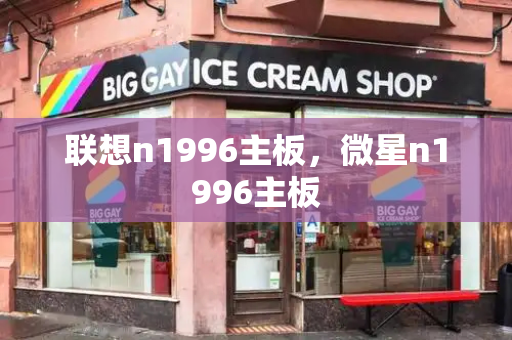 BIG GAY ICE CREAM SHOP
联想n1996主板，微星n1
996主板
BIG GAY
ICE CREAM
SHOP
BIG GAY
ICE CREAM
SHOP
A